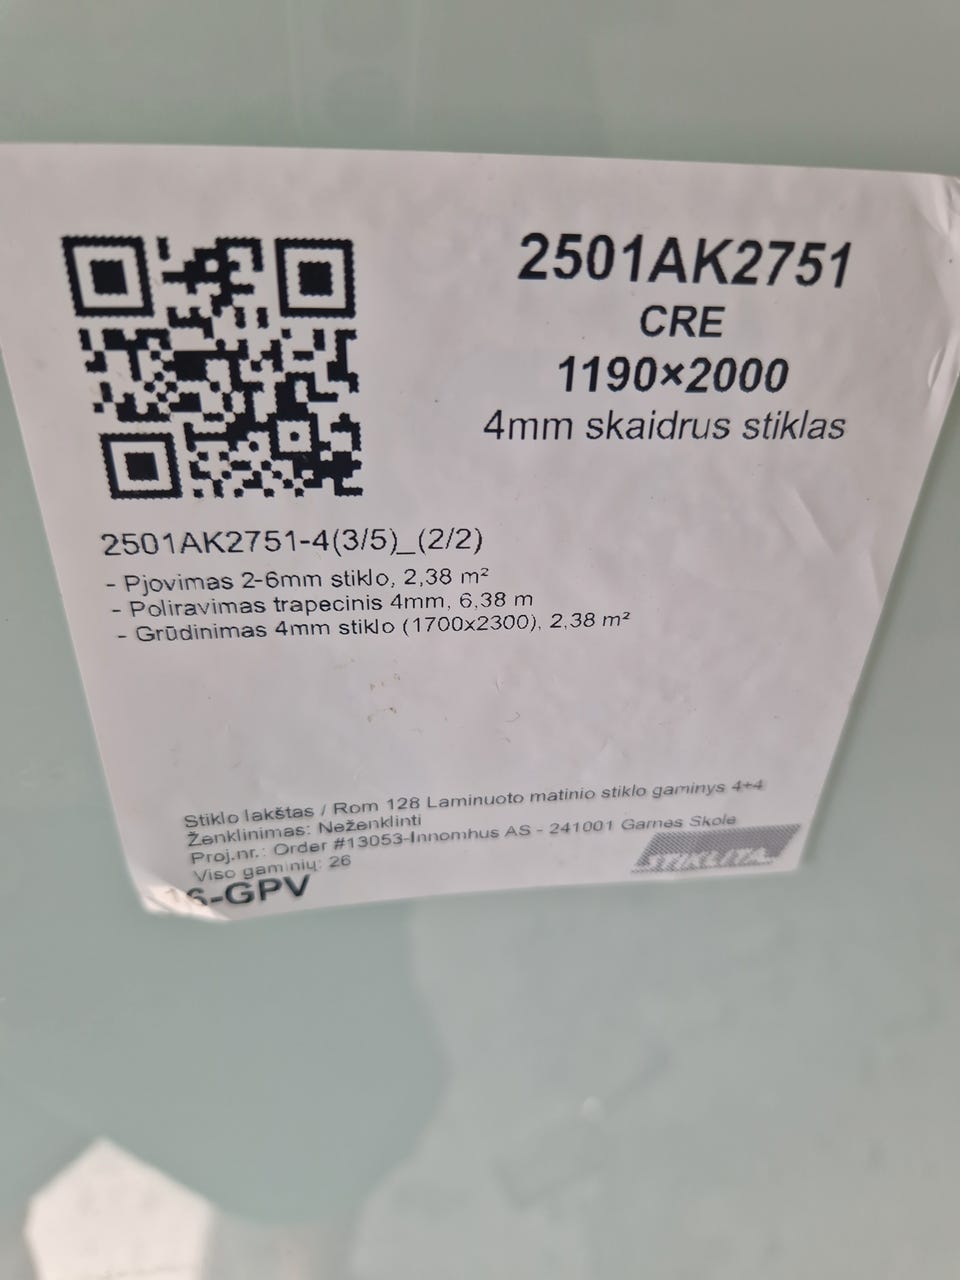 2501AK2751
CRE
1190×2000
4mm skaidrus stiklas
2501AK2751-4(3/5)_(2/2)
- Pjovimas 2-6mm stiklo, 2,38 m²
- Poliravimas trapecinis 4mm, 6,38 m
- Grūdinimas 4mm stiklo (1700x2300), 2,38 m²
Stiklo lakštas / Rom 128 Laminuoto matinio stiklo gaminys 4+4
Ženklinimas: Neženklinti
Proj.nr.: Order #13053-Innomhus AS - 241001 Garnes Skole
Viso gaminių: 26
STIKLITA
16-GPV